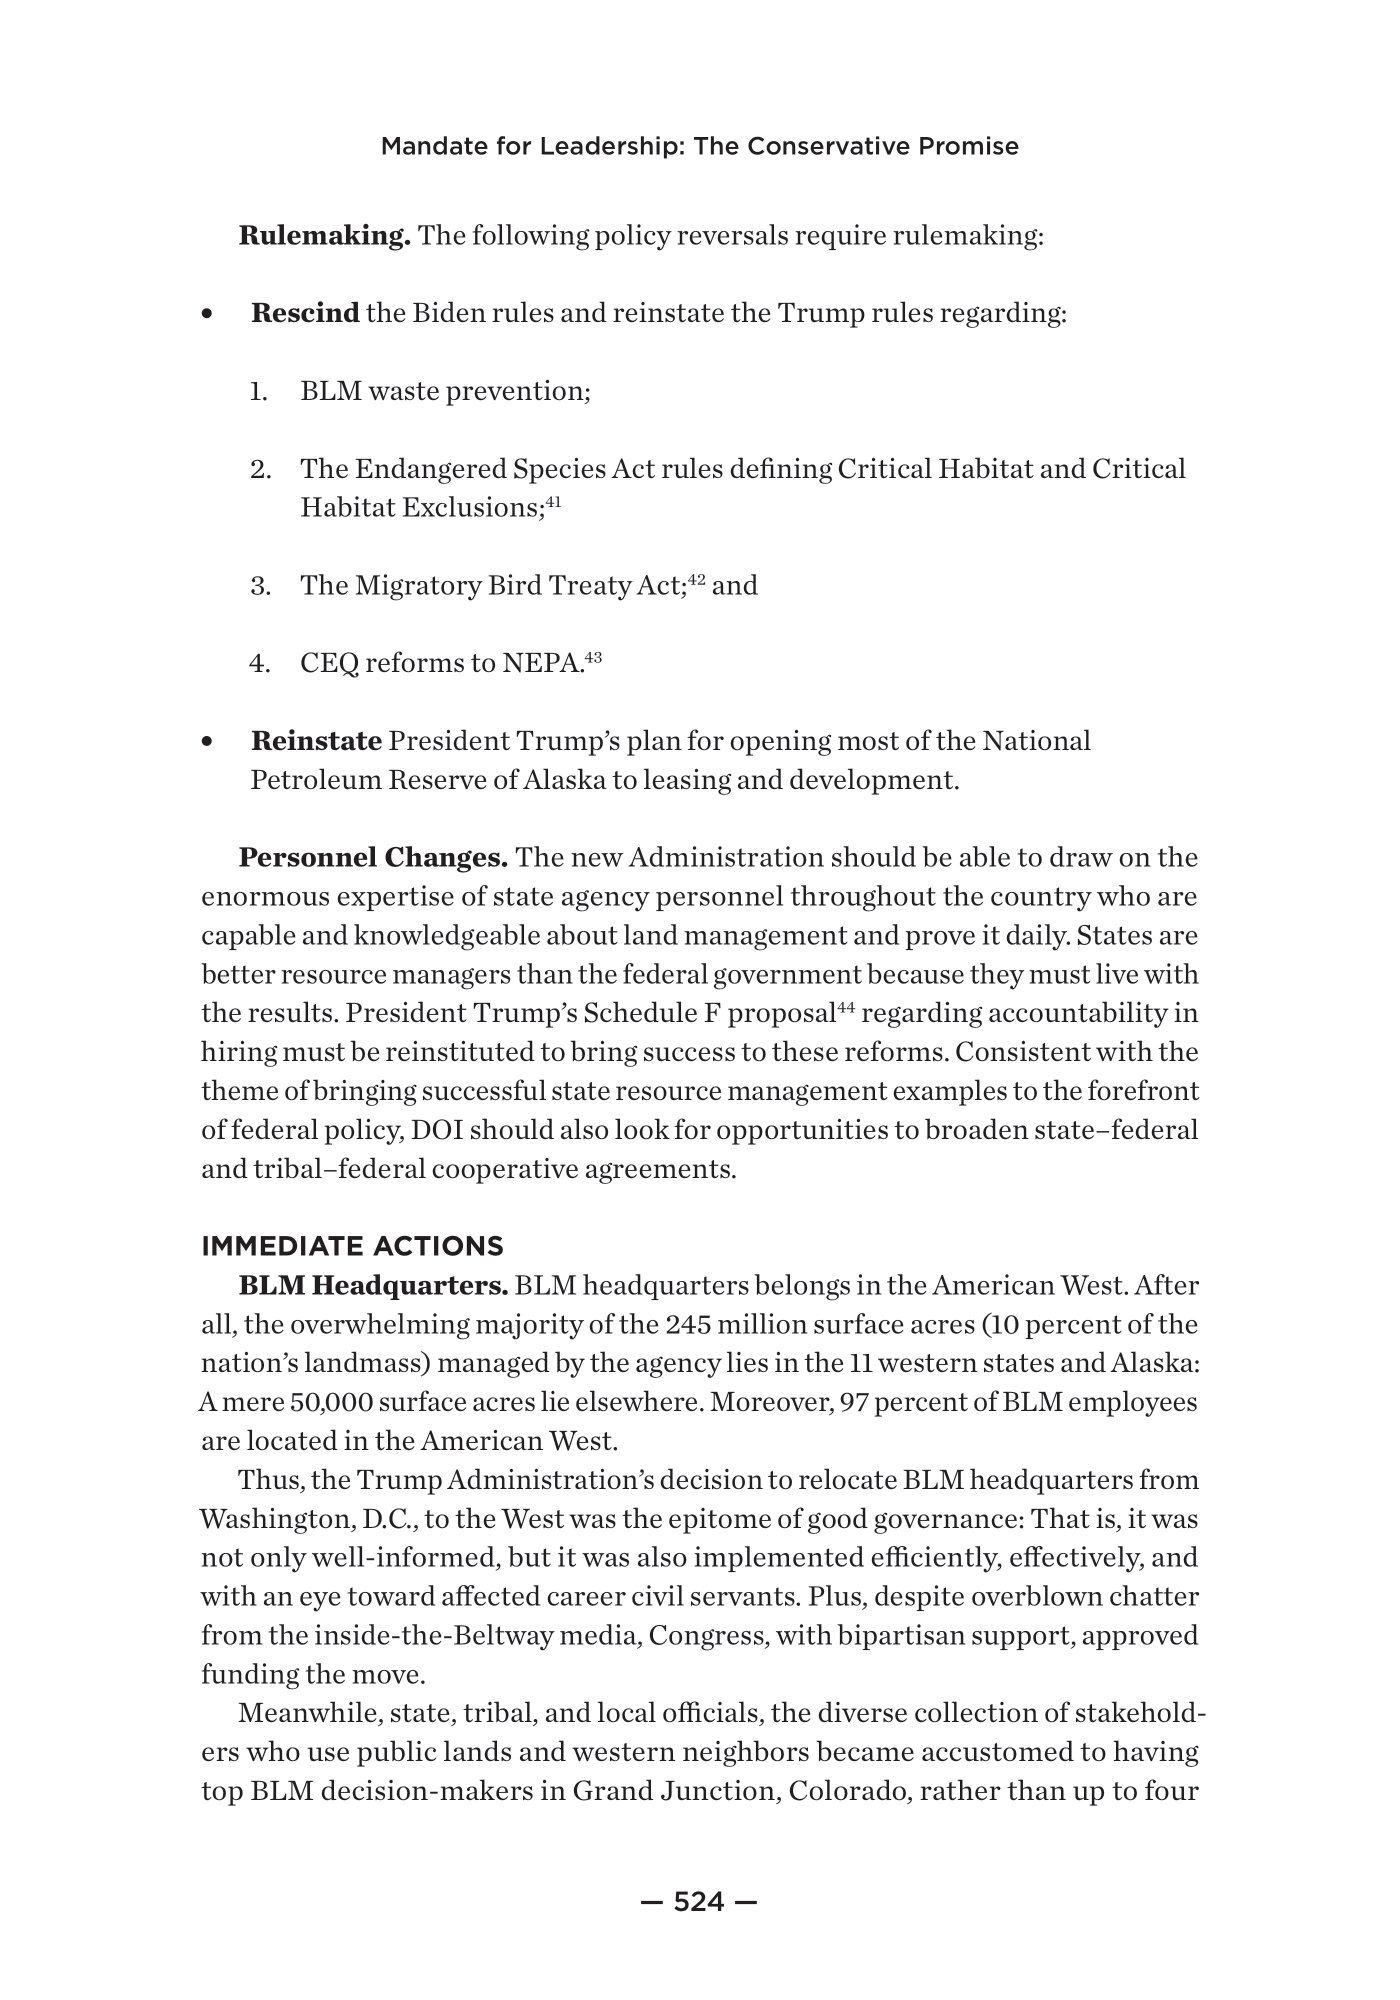 Mandate for Leadership: The Conservative Promise
Rulemaking. The following policy reversals require rulemaking:
• Rescind the Biden rules and reinstate the Trump rules regarding:
1. BLM waste prevention;
2. The Endangered Species Act rules defining Critical Habitat and Critical
Habitat Exclusions;41
3. The Migratory Bird Treaty Act;42 and
4. CEQ reforms to NEPA.43
• Reinstate President Trump’s plan for opening most of the National
Petroleum Reserve of Alaska to leasing and development.
Personnel Changes. The new Administration should be able to draw on the
enormous expertise of state agency personnel throughout the country who are
capable and knowledgeable about land management and prove it daily. States are
better resource managers than the federal government because they must live with
the results. President Trump’s Schedule F proposal44 regarding accountability in
hiring must be reinstituted to bring success to these reforms. Consistent with the
theme of bringing successful state resource management examples to the forefront
of federal policy, DOI should also look for opportunities to broaden state–federal
and tribal–federal cooperative agreements.
IMMEDIATE ACTIONS
BLM Headquarters. BLM headquarters belongs in the American West. After
all, the overwhelming majority of the 245 million surface acres (10 percent of the
nation’s landmass) managed by the agency lies in the 11 western states and Alaska:
A mere 50,000 surface acres lie elsewhere. Moreover, 97 percent of BLM employees
are located in the American West.
Thus, the Trump Administration’s decision to relocate BLM headquarters from
Washington, D.C., to the West was the epitome of good governance: That is, it was
not only well-informed, but it was also implemented efficiently, effectively, and
with an eye toward affected career civil servants. Plus, despite overblown chatter
from the inside-the-Beltway media, Congress, with bipartisan support, approved
funding the move.
Meanwhile, state, tribal, and local officials, the diverse collection of stakehold-
ers who use public lands and western neighbors became accustomed to having
top BLM decision-makers in Grand Junction, Colorado, rather than up to four
— 524 —